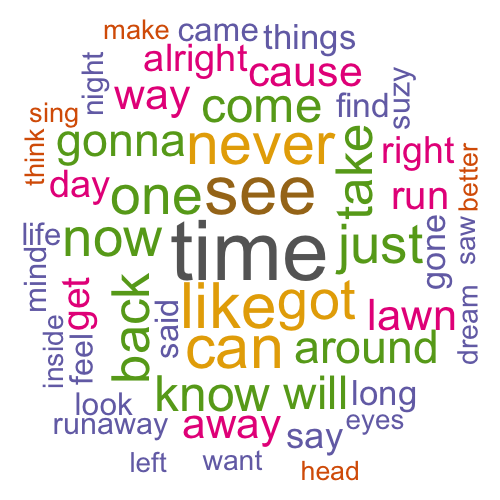 make came things
alright cause
night way come find suzy
sing gonna never take right
think day one see run better
life now time just gone saw
mind get back said like got lawn
inside feel can around dream
look know will long
runaway away say eyes
left want head